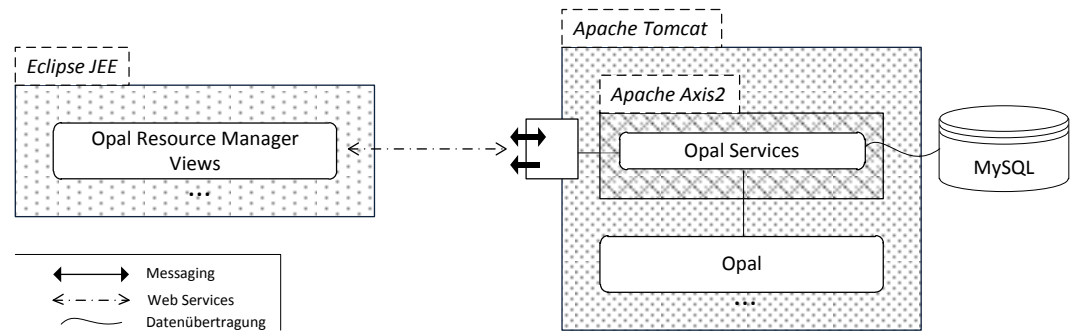 Apache Tomcat
Eclipse JEE
Apache Axis2
Opal Resource Manager
Views
...
Opal Services
MySQL
Opal
...
Messaging
Web Services
Datenübertragung